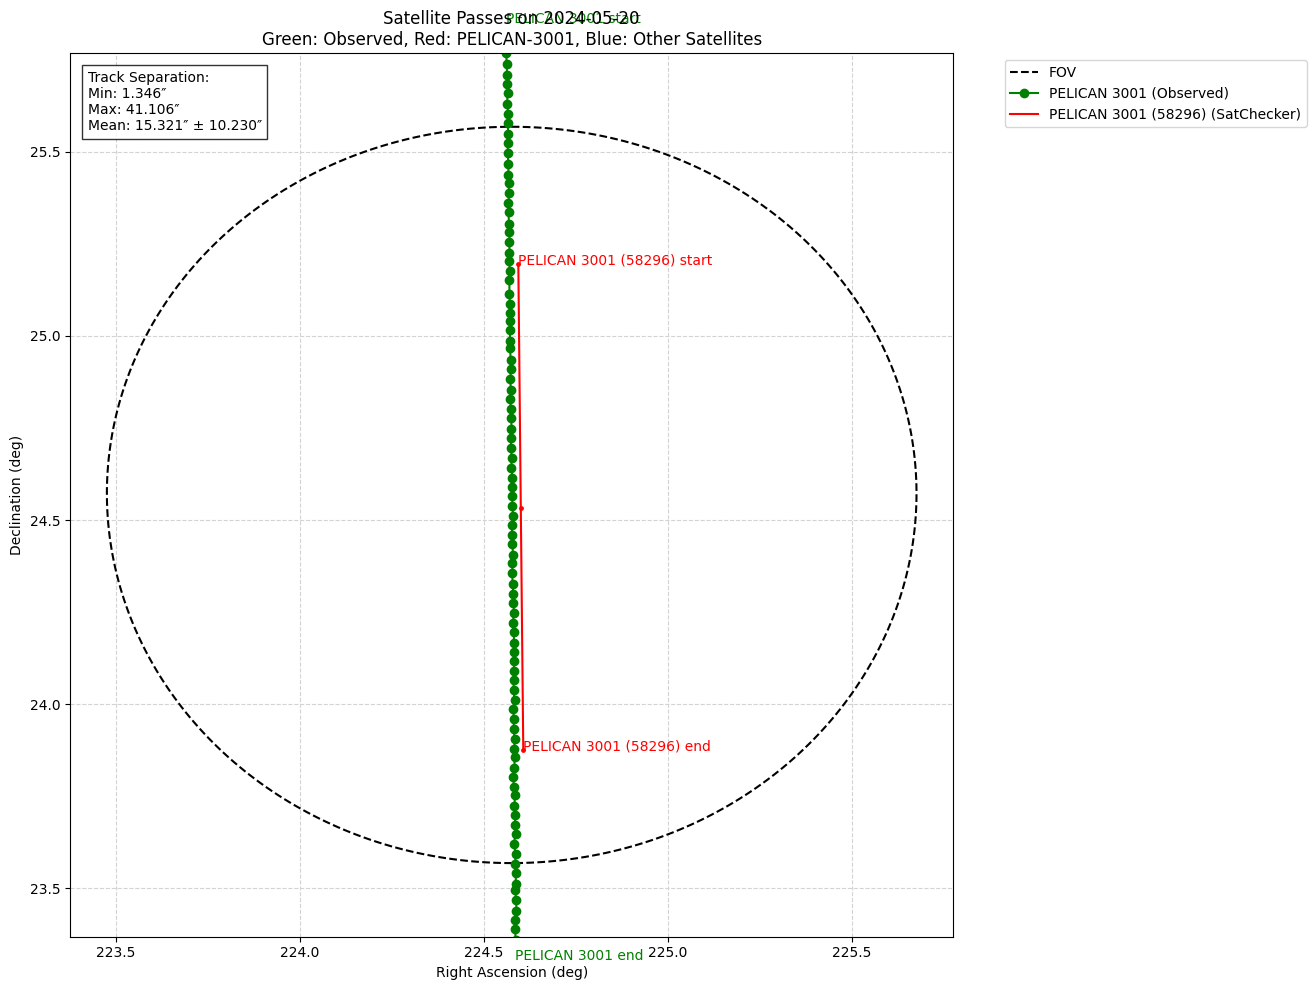 PELICAN 3001 start
Satellite Passes on 2024-05-20
Green: Observed, Red: PELICAN-3001, Blue: Other Satellites
Track Separation:
Min: 1.346″
Max: 41.106″
Mean: 15.321″ ± 10.230″
FOV
PELICAN 3001 (Observed)
PELICAN 3001 (58296) (SatChecker)
25.5
25.0
24.5
24.0
23.5
Declination (deg)
PELICAN 3001 (58296) start
PELICAN 3001 (58296) end
223.5
224.0
224.5
225.0
225.5
PELICAN 3001 end
Right Ascension (deg)